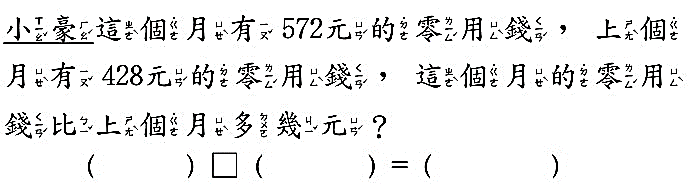 小豪這個月有572元的零用錢，上個
月有428元的零用錢，這個月的零用
錢比上個月多幾元？
(          ) □ (          ) = (          )